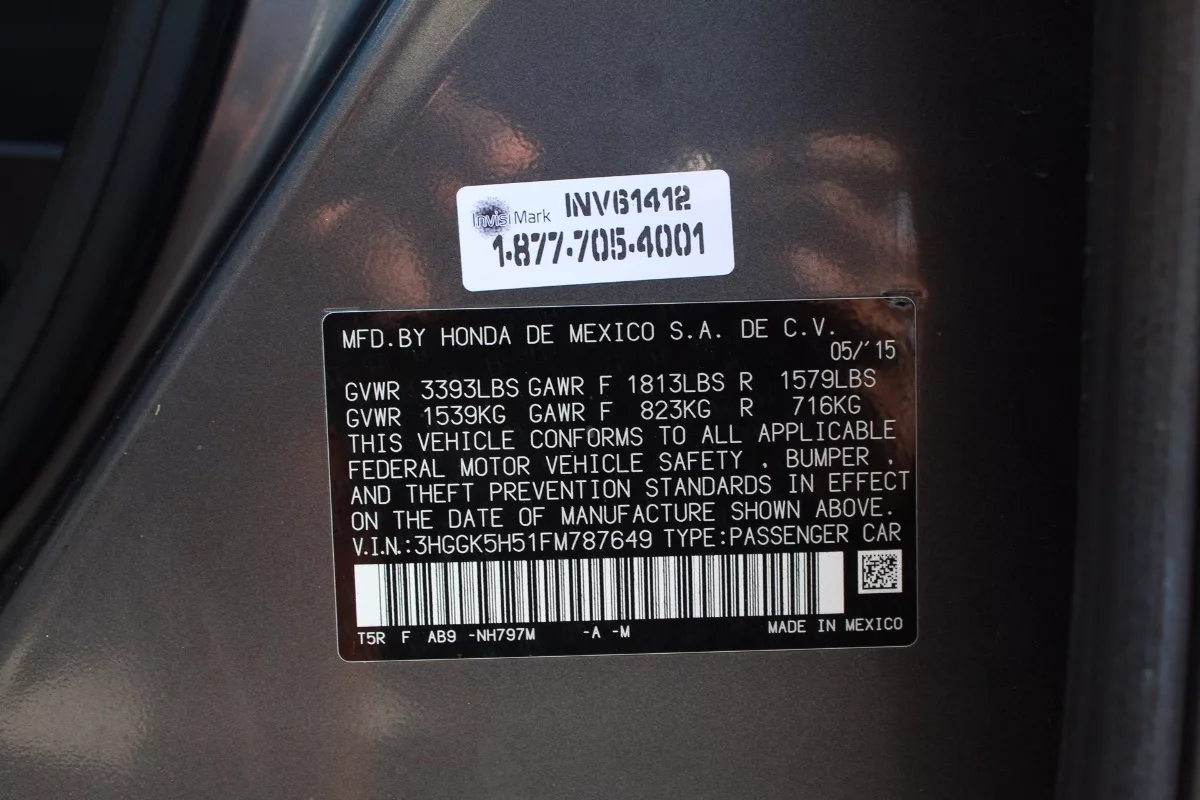 InvisiMark INV61412
1-877-705-4001
MFD.BY HONDA DE MEXICO S.A. DE C.V.
05/'15
GVWR 3393LBS GAWR F 1813LBS R 1579LBS
GVWR 1539KG GAWR F 823KG R 716KG
THIS VEHICLE CONFORMS TO ALL APPLICABLE
FEDERAL MOTOR VEHICLE SAFETY , BUMPER ,
AND THEFT PREVENTION STANDARDS IN EFFECT
ON THE DATE OF MANUFACTURE SHOWN ABOVE.
V.I.N.:3HGGK5H51FM787649 TYPE:PASSENGER CAR
T5R F AB9 -NH797M -A -M MADE IN MEXICO